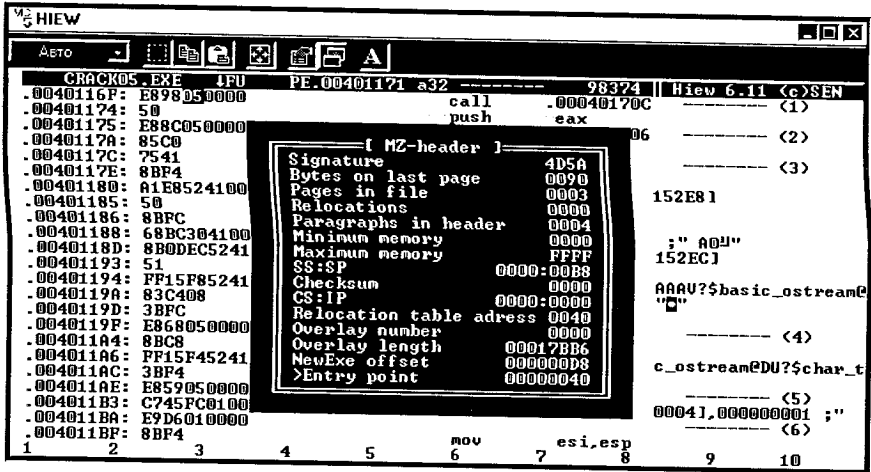 HIEW
Авто
A
CRACK05.EXE ↓FU PE.00401171 a32 -------- 98374 ║ Hiew 6.11 (c)SEN
.0040116F: E898050000 call .00040170C -------- (1)
.00401174: 50 push eax
.00401175: E88C050000 06 -------- (2)
.0040117A: 85C0
.0040117C: 7541 -------- (3)
.0040117E: 8BF4
.00401180: A1E8524100 152E8]
.00401185: 50
.00401186: 8BFC
.00401188: 68BC304100 ;"
.0040118D: 8B0DEC5241 152EC]
.00401193: 51
.00401194: FF15F85241
.0040119A: 83C408 AAAV?$basic_ostream@
.0040119D: 3BFC
.0040119F: E868050000 -------- (4)
.004011A4: 8BC8
.004011A6: FF15F45241 c_ostream@DU?$char_t
.004011AC: 3BF4
.004011AE: E859050000 -------- (5)
.004011B3: C745FC0100 0004],000000001 ;"
.004011BA: E9D6010000 -------- (6)
.004011BF: 8BF4 mov esi,esp
[ MZ-header ]
Signature 4D5A
Bytes on last page 0090
Pages in file 0003
Relocations 0000
Paragraphs in header 0004
Minimum memory 0000
Maximum memory FFFF
SS:SP 0000:00B8
Checksum 0000
CS:IP 0000:0000
Relocation table adress 0040
Overlay number 0000
Overlay length 00017BB6
NewExe offset 000000D8
>Entry point 00000040
1 2 3 4 5 6 7 8 9 10